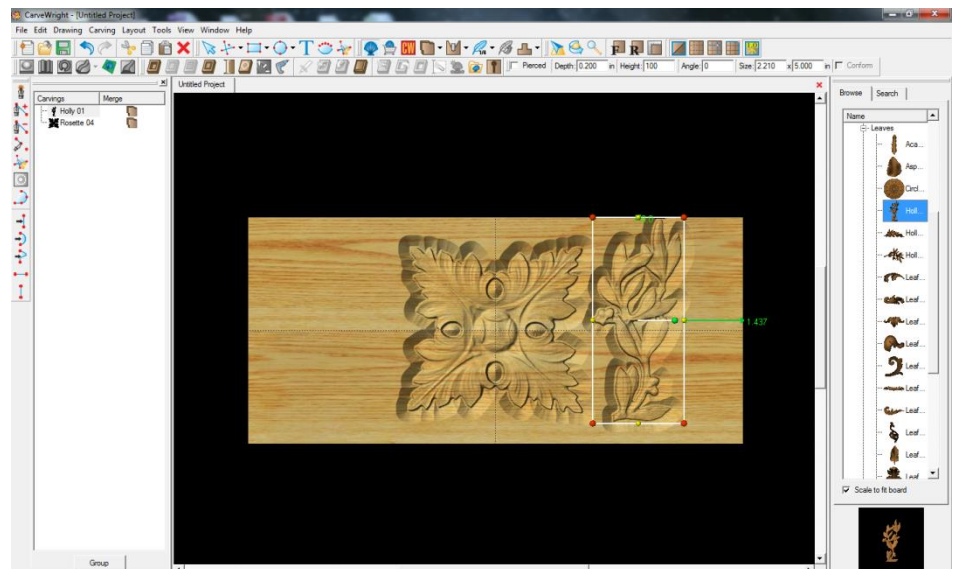 CarveWright - [Untitled Project]
File Edit Drawing Carving Layout Tools View Window Help
CW
F R
Pierced Depth: 0.200 in Height: 100 Angle: 0 Size: 2.210 x 5.000 in Conform
Untitled Project
Carvings Merge
Holly 01
Rosette 04
1.437
Group
Browse Search
Name
Leaves
Aca...
Asp...
Circl...
Holl...
Holl...
Holl...
Leaf...
Leaf...
Leaf...
Leaf...
Leaf...
Leaf...
Leaf...
Leaf...
Leaf...
Leaf...
Scale to fit board